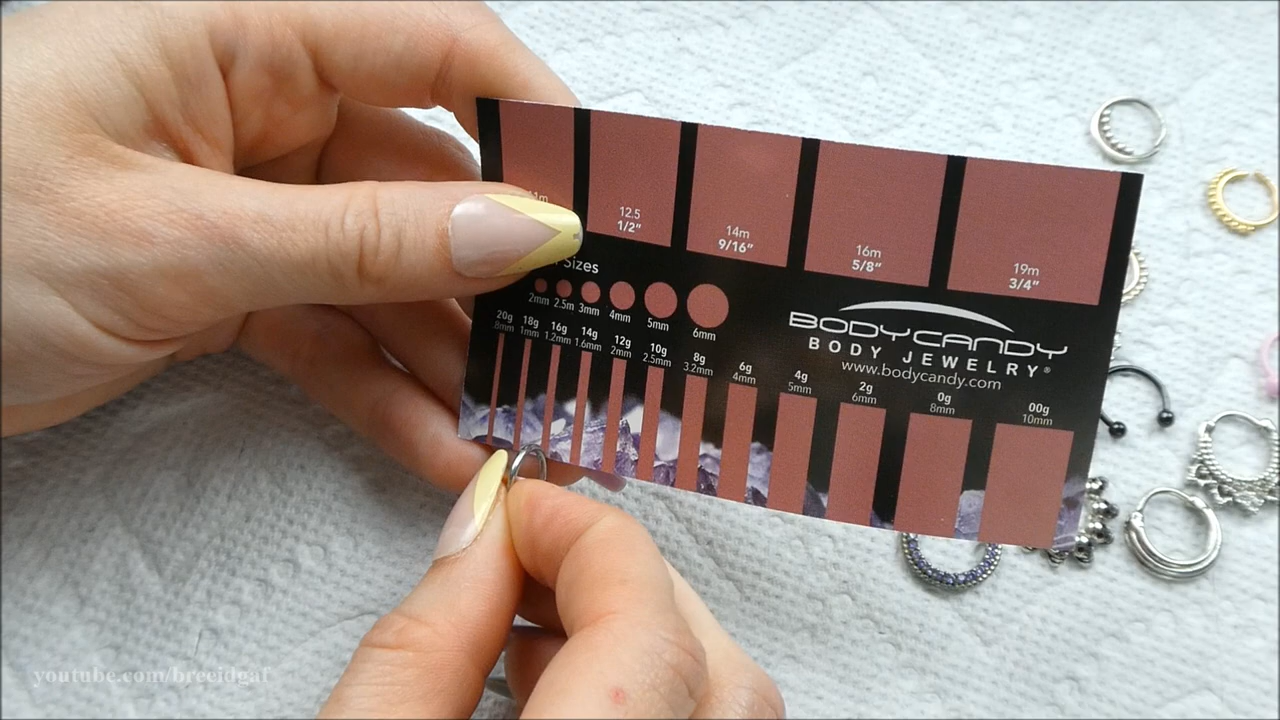 12.5
1/2"
14m
9/16"
16m
5/8"
19m
3/4"
Sizes
2mm 2.5m 3mm 4mm 5mm 6mm
BODYCANDY
BODY JEWELRY®
www.bodycandy.com
20g 18g 16g 14g 12g 10g 8g 6g 4g 2g 0g 00g
.8mm 1mm 1.2mm 1.6mm 2mm 2.5mm 3.2mm 4mm 5mm 6mm 8mm 10mm
youtube.com/breeidgaf